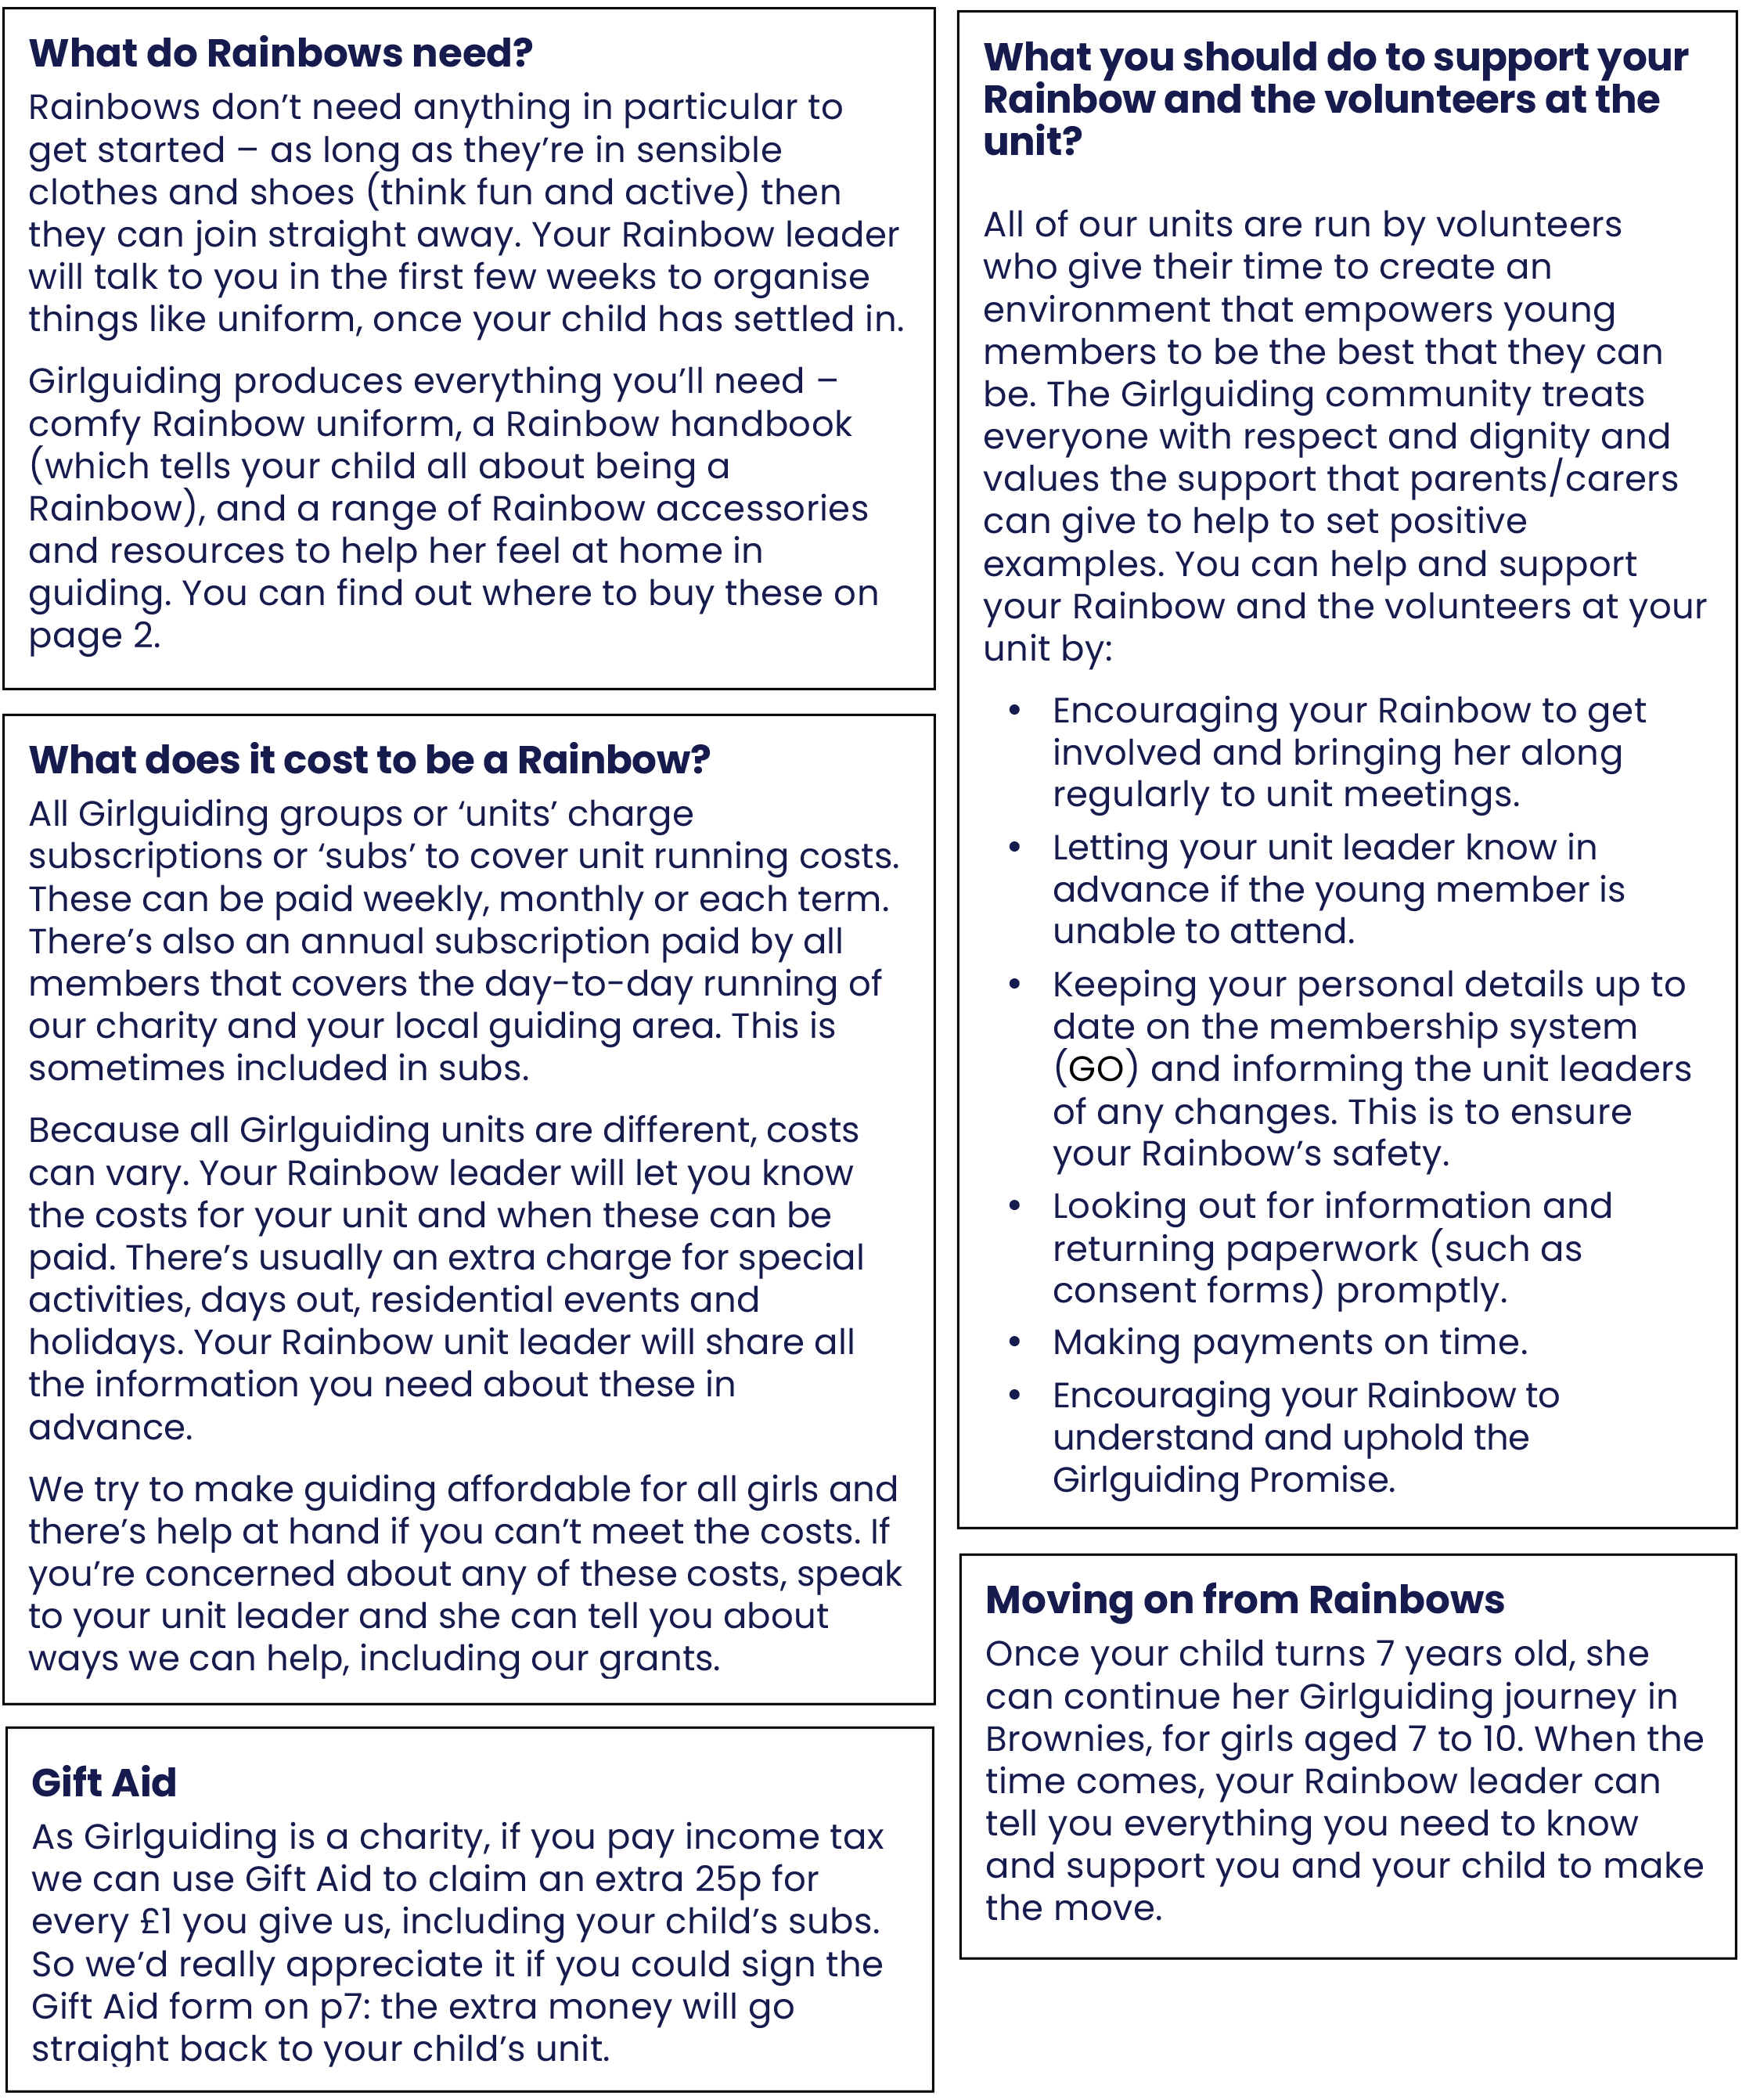 What do Rainbows need?
Rainbows don’t need anything in particular to
get started – as long as they’re in sensible
clothes and shoes (think fun and active) then
they can join straight away. Your Rainbow leader
will talk to you in the first few weeks to organise
things like uniform, once your child has settled in.
Girlguiding produces everything you’ll need –
comfy Rainbow uniform, a Rainbow handbook
(which tells your child all about being a
Rainbow), and a range of Rainbow accessories
and resources to help her feel at home in
guiding. You can find out where to buy these on
page 2.
What does it cost to be a Rainbow?
All Girlguiding groups or ‘units’ charge
subscriptions or ‘subs’ to cover unit running costs.
These can be paid weekly, monthly or each term.
There’s also an annual subscription paid by all
members that covers the day-to-day running of
our charity and your local guiding area. This is
sometimes included in subs.
Because all Girlguiding units are different, costs
can vary. Your Rainbow leader will let you know
the costs for your unit and when these can be
paid. There’s usually an extra charge for special
activities, days out, residential events and
holidays. Your Rainbow unit leader will share all
the information you need about these in
advance.
We try to make guiding affordable for all girls and
there’s help at hand if you can’t meet the costs. If
you’re concerned about any of these costs, speak
to your unit leader and she can tell you about
ways we can help, including our grants.
Gift Aid
As Girlguiding is a charity, if you pay income tax
we can use Gift Aid to claim an extra 25p for
every £1 you give us, including your child’s subs.
So we’d really appreciate it if you could sign the
Gift Aid form on p7: the extra money will go
straight back to your child’s unit.
What you should do to support your
Rainbow and the volunteers at the
unit?
All of our units are run by volunteers
who give their time to create an
environment that empowers young
members to be the best that they can
be. The Girlguiding community treats
everyone with respect and dignity and
values the support that parents/carers
can give to help to set positive
examples. You can help and support
your Rainbow and the volunteers at your
unit by:
• Encouraging your Rainbow to get
involved and bringing her along
regularly to unit meetings.
• Letting your unit leader know in
advance if the young member is
unable to attend.
• Keeping your personal details up to
date on the membership system
(GO) and informing the unit leaders
of any changes. This is to ensure
your Rainbow’s safety.
• Looking out for information and
returning paperwork (such as
consent forms) promptly.
• Making payments on time.
• Encouraging your Rainbow to
understand and uphold the
Girlguiding Promise.
Moving on from Rainbows
Once your child turns 7 years old, she
can continue her Girlguiding journey in
Brownies, for girls aged 7 to 10. When the
time comes, your Rainbow leader can
tell you everything you need to know
and support you and your child to make
the move.